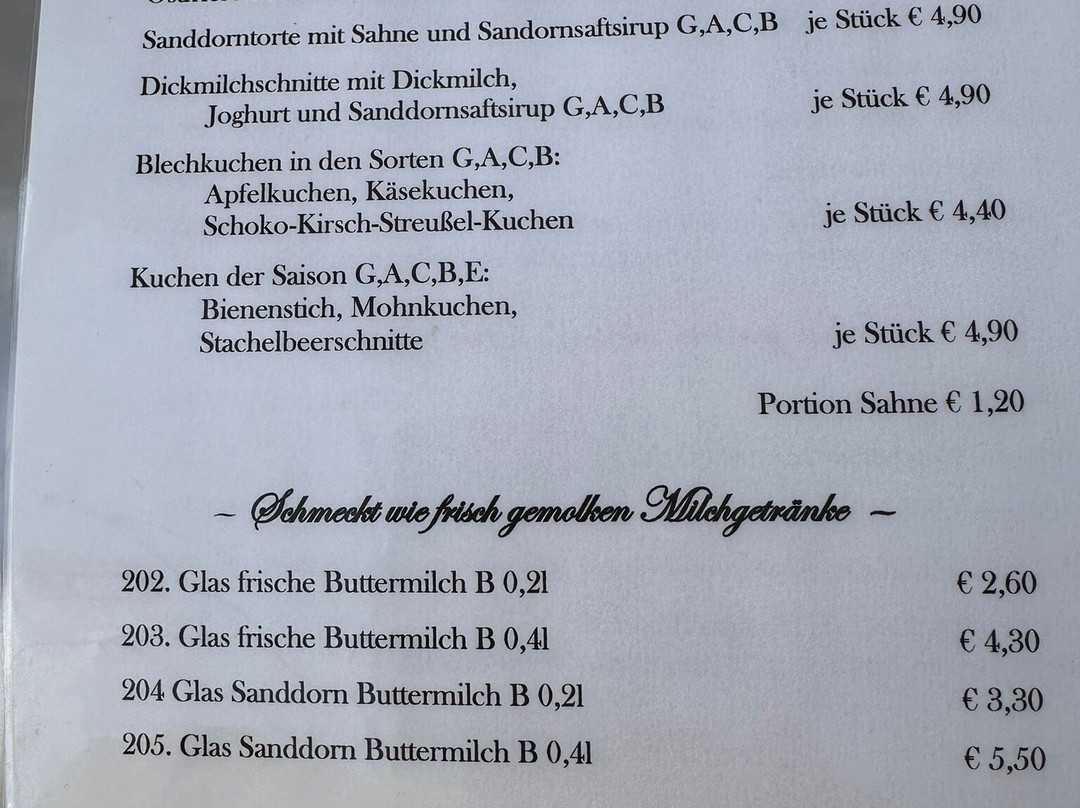 Sanddorntorte mit Sahne und Sandornsaftsirup G,A,C,B je Stück € 4,90
Dickmilchschnitte mit Dickmilch,
Joghurt und Sanddornsaftsirup G,A,C,B je Stück € 4,90
Blechkuchen in den Sorten G,A,C,B:
Apfelkuchen, Käsekuchen,
Schoko-Kirsch-Streußel-Kuchen je Stück € 4,40
Kuchen der Saison G,A,C,B,E:
Bienenstich, Mohnkuchen,
Stachelbeerschnitte je Stück € 4,90
Portion Sahne € 1,20
~ Schmeckt wie frisch gemolken Milchgetränke ~
202. Glas frische Buttermilch B 0,2l € 2,60
203. Glas frische Buttermilch B 0,4l € 4,30
204 Glas Sanddorn Buttermilch B 0,2l € 3,30
205. Glas Sanddorn Buttermilch B 0,4l € 5,50